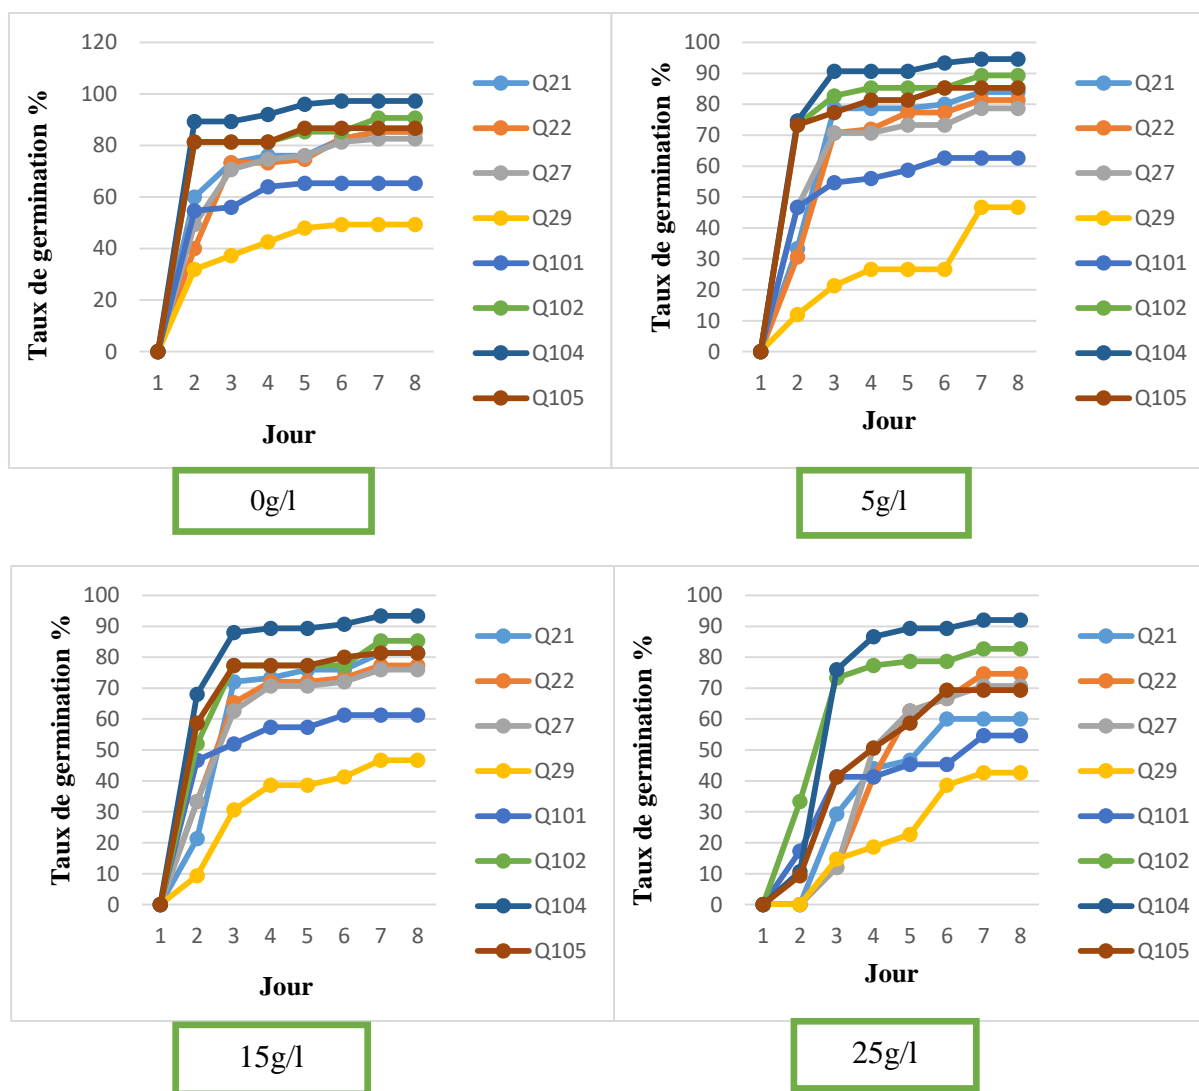 Taux de germination %
120
100
80
60
40
20
0
1 2 3 4 5 6 7 8
Jour
Q21
Q22
Q27
Q29
Q101
Q102
Q104
Q105
0g/l
Taux de germination %
100
90
80
70
60
50
40
30
20
10
0
1 2 3 4 5 6 7 8
Jour
Q21
Q22
Q27
Q29
Q101
Q102
Q104
Q105
5g/l
Taux de germination %
100
90
80
70
60
50
40
30
20
10
0
1 2 3 4 5 6 7 8
Jour
Q21
Q22
Q27
Q29
Q101
Q102
Q104
Q105
15g/l
Taux de germination %
100
90
80
70
60
50
40
30
20
10
0
1 2 3 4 5 6 7 8
Jour
Q21
Q22
Q27
Q29
Q101
Q102
Q104
Q105
25g/l